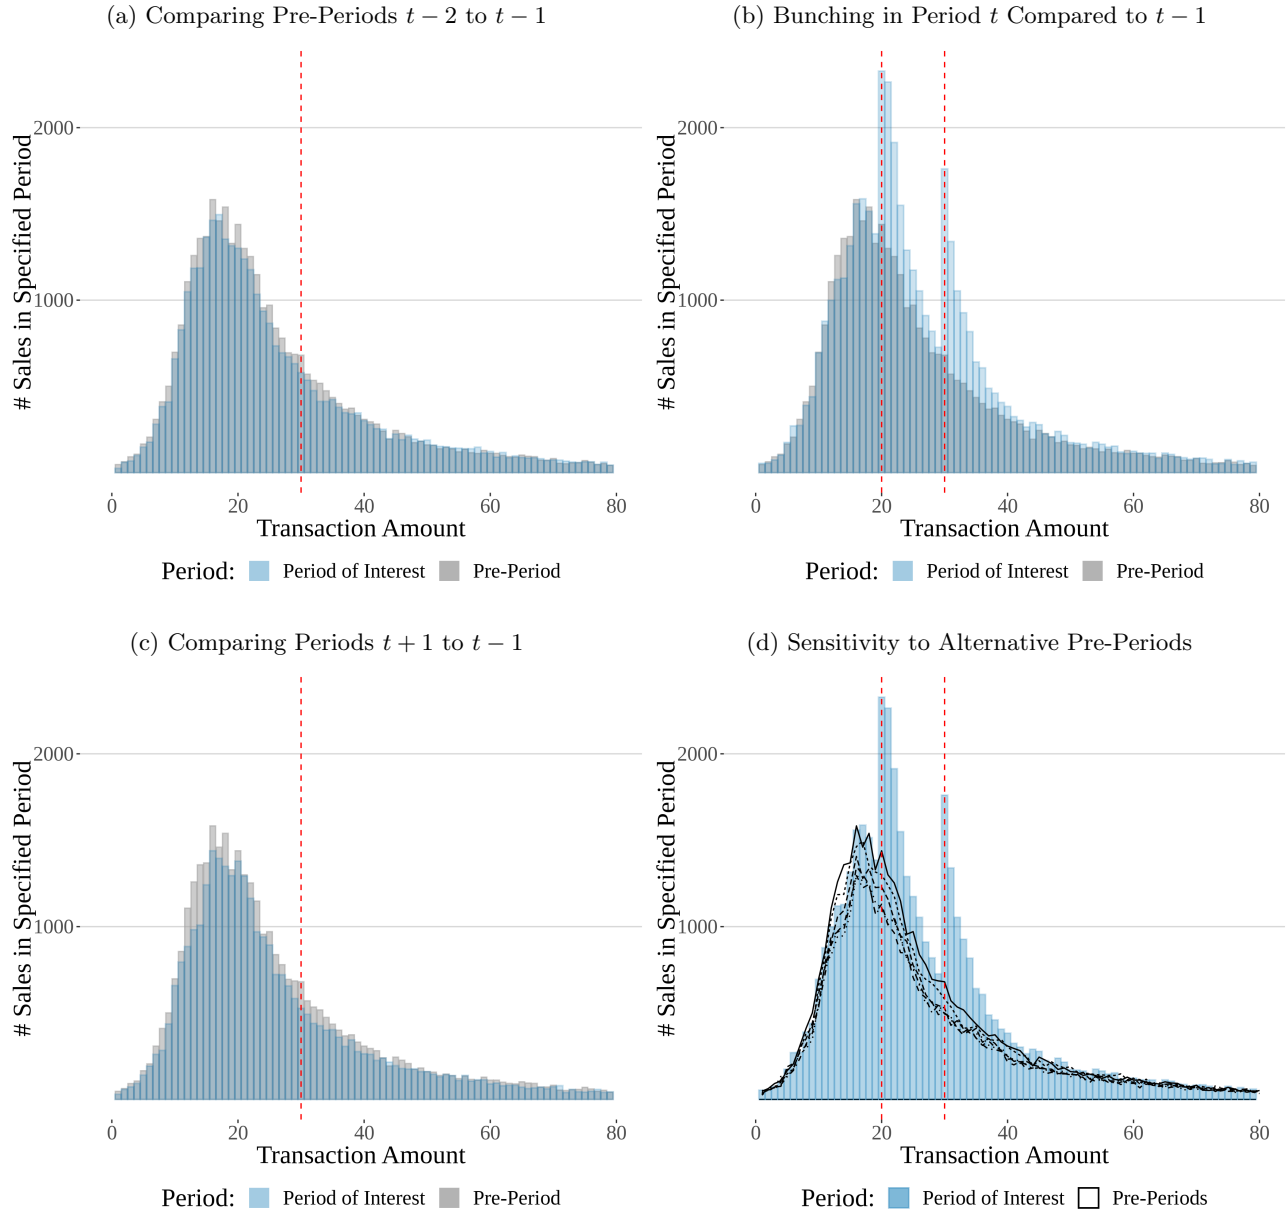 (a) Comparing Pre-Periods t − 2 to t − 1
# Sales in Specified Period
2000
1000
0 20 40 60 80
Transaction Amount
Period: Period of Interest Pre-Period
(b) Bunching in Period t Compared to t − 1
# Sales in Specified Period
2000
1000
0 20 40 60 80
Transaction Amount
Period: Period of Interest Pre-Period
(c) Comparing Periods t + 1 to t − 1
# Sales in Specified Period
2000
1000
0 20 40 60 80
Transaction Amount
Period: Period of Interest Pre-Period
(d) Sensitivity to Alternative Pre-Periods
# Sales in Specified Period
2000
1000
0 20 40 60 80
Transaction Amount
Period: Period of Interest Pre-Periods